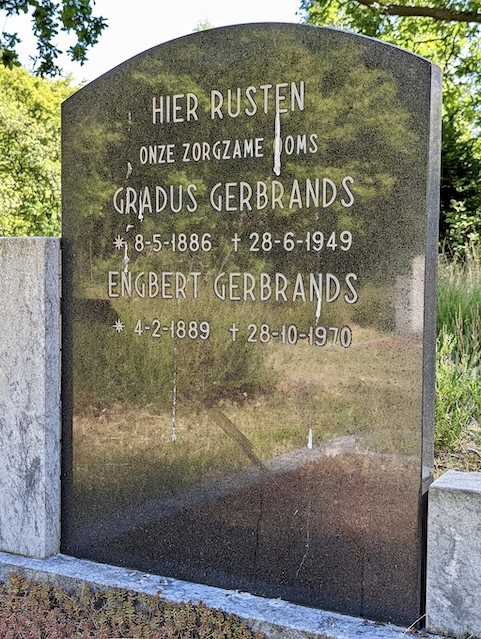 HIER RUSTEN
ONZE ZORGZAME OOMS
GRADUS GERBRANDS
* 8-5-1886 † 28-6-1949
ENGBERT GERBRANDS
* 4-2-1889 † 28-10-1970